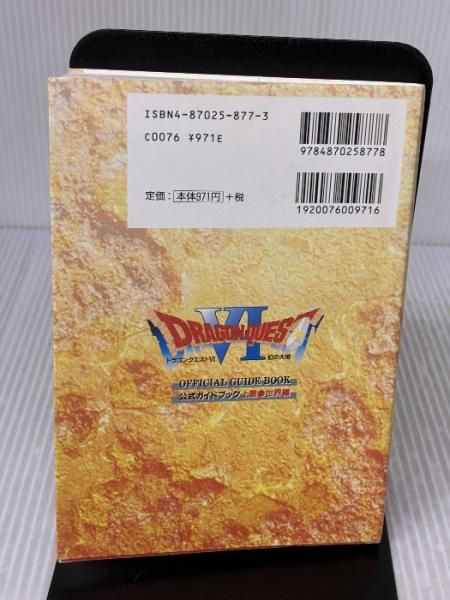 ISBN4-87025-877-3
C0076 ¥971E
9784870258778
定価：本体971円+税
1920076009716
DRAGON QUEST
VI
ドラゴンクエストVI 幻の大地
OFFICIAL GUIDE BOOK
公式ガイドブック上巻●世界編